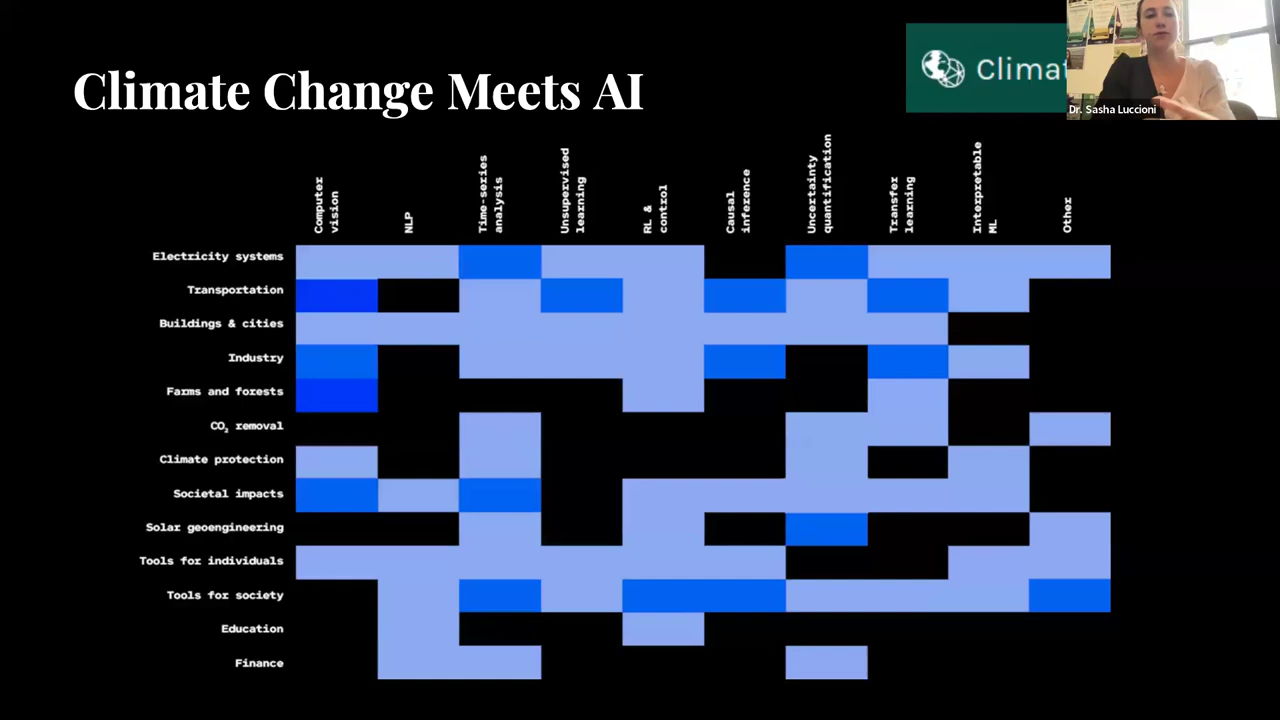 Climate Change Meets AI
Clima
Dr. Sasha Luccioni
Computer
vision
NLP
Time-series
analysis
Unsupervised
learning
RL &
control
Causal
inference
Uncertainty
quantification
Transfer
learning
Interpretable
ML
Other
Electricity systems
Transportation
Buildings & cities
Industry
Farms and forests
CO₂ removal
Climate protection
Societal impacts
Solar geoengineering
Tools for individuals
Tools for society
Education
Finance